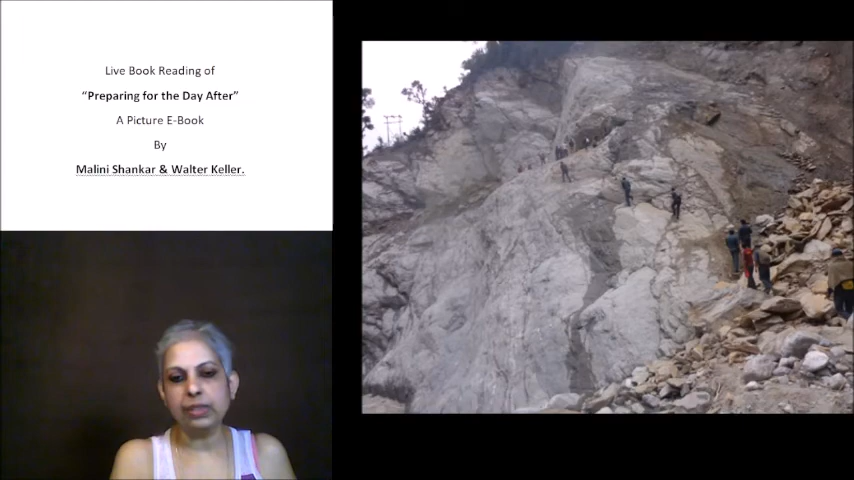 Live Book Reading of
“Preparing for the Day After”
A Picture E-Book
By
Malini Shankar & Walter Keller.